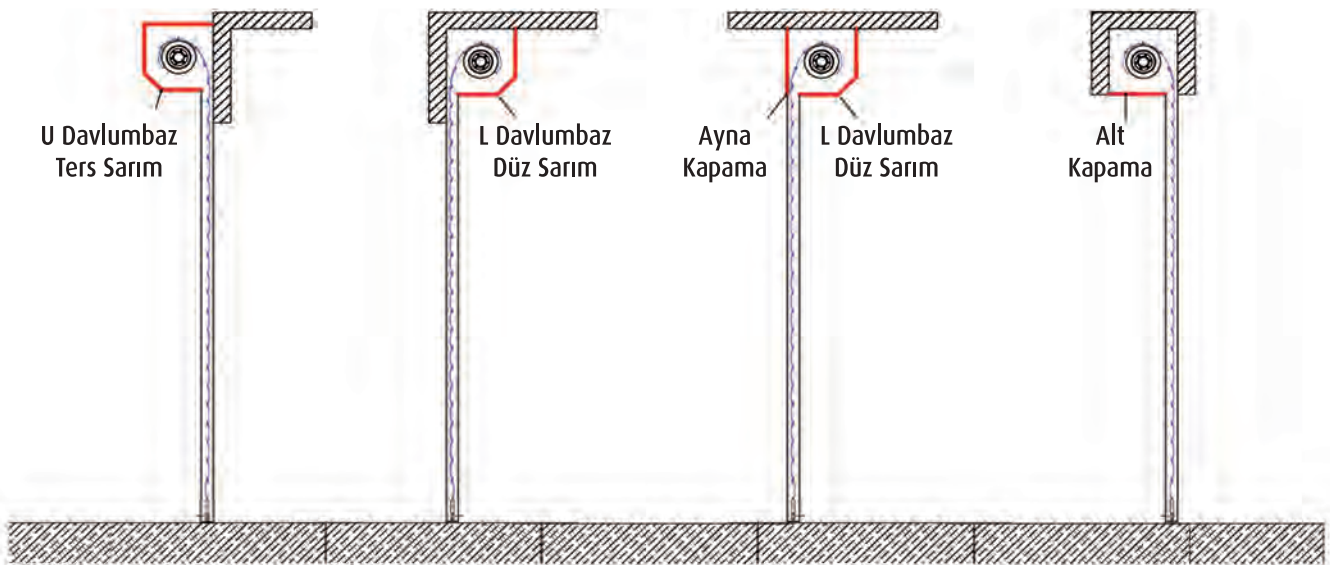 U Davlumbaz
Ters Sarım
L Davlumbaz
Düz Sarım
Ayna
Kapama
L Davlumbaz
Düz Sarım
Alt
Kapama